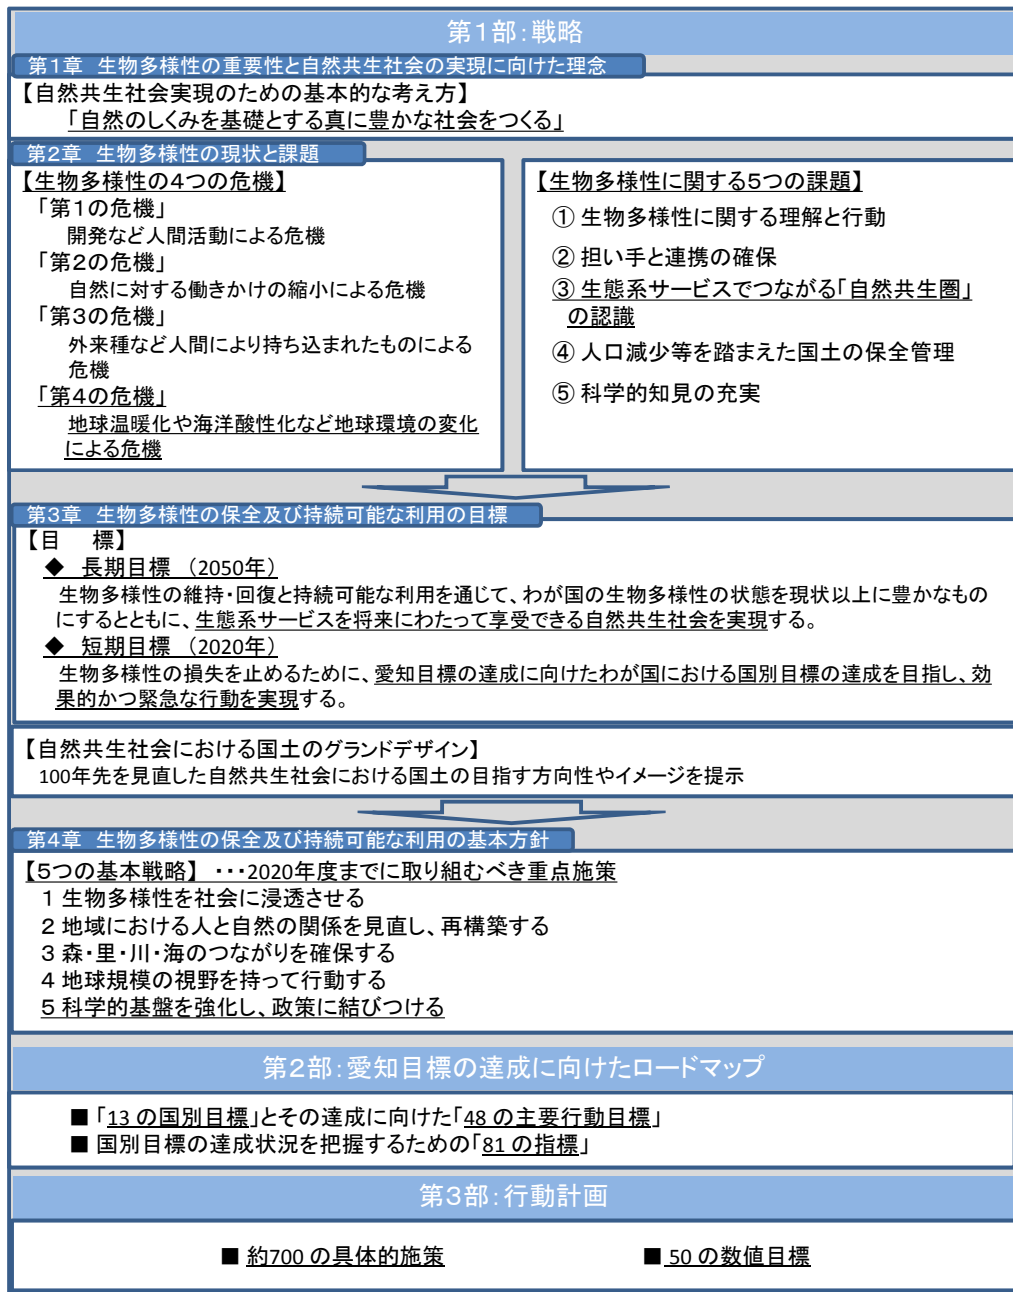 第1部:戦略
第1章 生物多様性の重要性と自然共生社会の実現に向けた理念
【自然共生社会実現のための基本的な考え方】
「自然のしくみを基礎とする真に豊かな社会をつくる」
第2章 生物多様性の現状と課題
【生物多様性の4つの危機】
「第1の危機」
開発など人間活動による危機
「第2の危機」
自然に対する働きかけの縮小による危機
「第3の危機」
外来種など人間により持ち込まれたものによる
危機
「第4の危機」
地球温暖化や海洋酸性化など地球環境の変化
による危機
【生物多様性に関する5つの課題】
① 生物多様性に関する理解と行動
② 担い手と連携の確保
③ 生態系サービスでつながる「自然共生圏」
の認識
④ 人口減少等を踏まえた国土の保全管理
⑤ 科学的知見の充実
第3章 生物多様性の保全及び持続可能な利用の目標
【目 標】
◆ 長期目標 (2050年)
生物多様性の維持・回復と持続可能な利用を通じて、わが国の生物多様性の状態を現状以上に豊かなもの
にするとともに、生態系サービスを将来にわたって享受できる自然共生社会を実現する。
◆ 短期目標 (2020年)
生物多様性の損失を止めるために、愛知目標の達成に向けたわが国における国別目標の達成を目指し、効
果的かつ緊急な行動を実現する。
【自然共生社会における国土のグランドデザイン】
100年先を見直した自然共生社会における国土の目指す方向性やイメージを提示
第4章 生物多様性の保全及び持続可能な利用の基本方針
【5つの基本戦略】 ・・・2020年度までに取り組むべき重点施策
1 生物多様性を社会に浸透させる
2 地域における人と自然の関係を見直し、再構築する
3 森・里・川・海のつながりを確保する
4 地球規模の視野を持って行動する
5 科学的基盤を強化し、政策に結びつける
第2部:愛知目標の達成に向けたロードマップ
■ 「13 の国別目標」とその達成に向けた「48 の主要行動目標」
■ 国別目標の達成状況を把握するための「81 の指標」
第3部:行動計画
■ 約700 の具体的施策 ■ 50 の数値目標